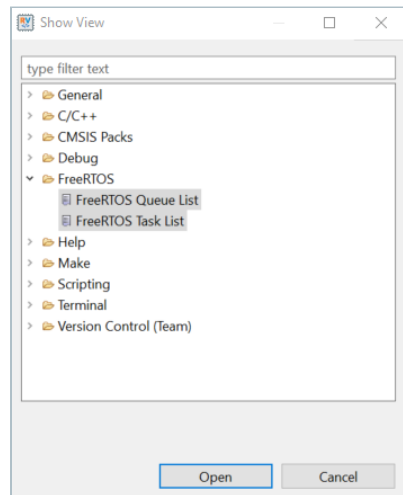 Show View
type filter text
General
C/C++
CMSIS Packs
Debug
FreeRTOS
FreeRTOS Queue List
FreeRTOS Task List
Help
Make
Scripting
Terminal
Version Control (Team)
Open Cancel